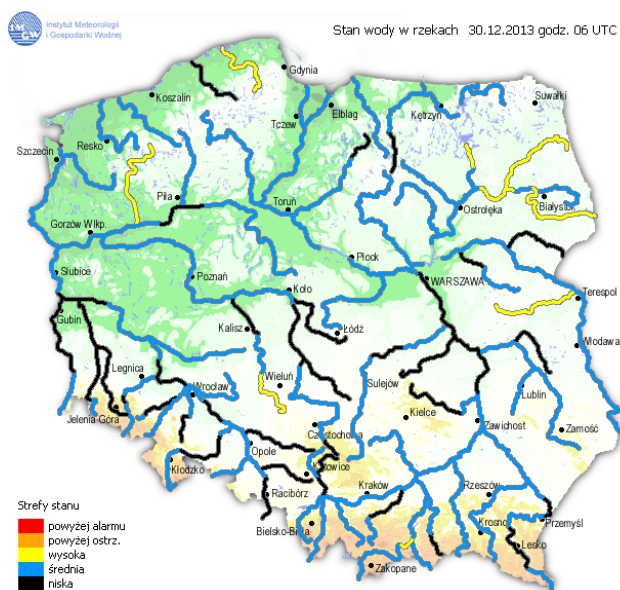 IMGW
Instytut Meteorologii
i Gospodarki Wodnej
Stan wody w rzekach 30.12.2013 godz. 06 UTC
Gdynia
Koszalin
Suwałki
Kętrzyn
Elbląg
Tczew
Resko
Szczecin
Piła
Toruń
Ostrołęka
Białystok
Gorzów Wlkp.
Płock
Słubice
Poznań
Koło
WARSZAWA
Terespol
Gubin
Kalisz
Łódź
Włodawa
Legnica
Wieluń
Sulejów
Wrocław
Lublin
Jelenia Góra
Kielce
Częstochowa
Zawichost
Zamość
Opole
Kłodzko
Katowice
Racibórz
Kraków
Rzeszów
Bielsko-Biała
Krosno
Przemyśl
Lesko
Zakopane
Strefy stanu
powyżej alarmu
powyżej ostrz.
wysoka
średnia
niska